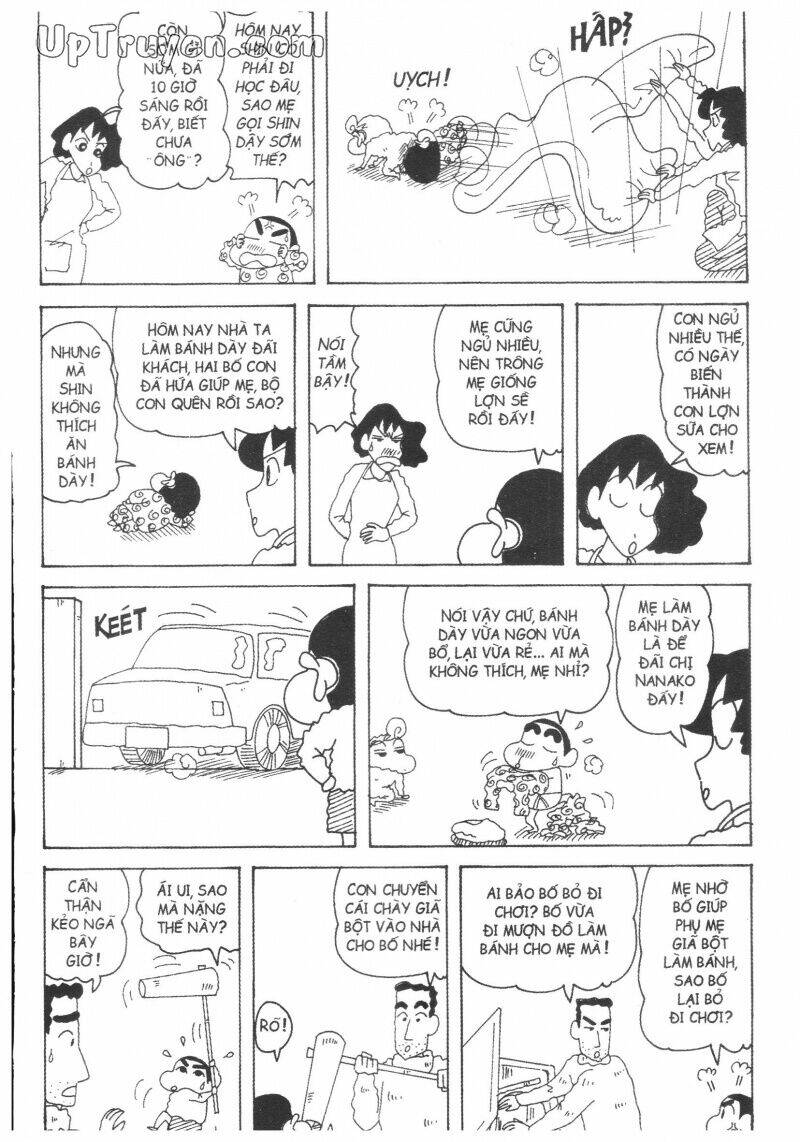 UpTruyen.com
HẤP?
UỴCH!
HÔM NAY
SHIN CÓ
PHẢI ĐI
HỌC ĐÂU,
SAO MẸ
GỌI SHIN
DẬY SỚM
THẾ?
CÒN
SỚM GÌ
NỮA, ĐÃ
10 GIỜ
SÁNG RỒI
ĐẤY, BIẾT
CHƯA
"ÔNG"?
CON NGỦ
NHIỀU THẾ,
CÓ NGÀY
BIẾN
THÀNH
CON LỢN
SỮA CHO
XEM!
MẸ CŨNG
NGỦ NHIỀU,
NÊN TRÔNG
MẸ GIỐNG
LỢN SỀ
RỒI ĐẤY!
NÓI
TẦM
BẬY!
HÔM NAY NHÀ TA
LÀM BÁNH DÀY ĐÃI
KHÁCH, HAI BỐ CON
ĐÃ HỨA GIÚP MẸ, BỘ
CON QUÊN RỒI SAO?
NHƯNG
MÀ
SHIN
KHÔNG
THÍCH
ĂN
BÁNH
DÀY!
MẸ LÀM
BÁNH DÀY
LÀ ĐỂ
ĐÃI CHỊ
NANAKO
ĐẤY!
NÓI VẬY CHỨ, BÁNH
DÀY VỪA NGON VỪA
BỔ, LẠI VỪA RẺ... AI MÀ
KHÔNG THÍCH, MẸ NHỈ?
KEÉT
MẸ NHỜ
BỐ GIÚP
PHỤ MẸ
GIÃ BỘT
LÀM BÁNH,
SAO BỐ
LẠI BỎ
ĐI CHƠI?
AI BẢO BỐ BỎ ĐI
CHƠI? BỐ VỪA
ĐI MƯỢN ĐỒ LÀM
BÁNH CHO MẸ MÀ!
CON CHUYỂN
CÁI CHÀY GIÃ
BỘT VÀO NHÀ
CHO BỐ NHÉ!
RÕ!
ÁI UI, SAO
MÀ NẶNG
THẾ NÀY?
CẨN
THẬN
KẺO NGÃ
BÂY
GIỜ!